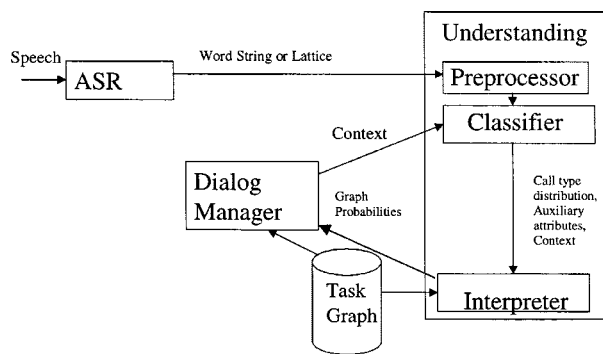 Understanding
Speech
Word String or Lattice
ASR
Preprocessor
Classifier
Context
Dialog
Manager
Graph
Probabilities
Call type
distribution,
Auxiliary
attributes,
Context
Task
Graph
Interpreter